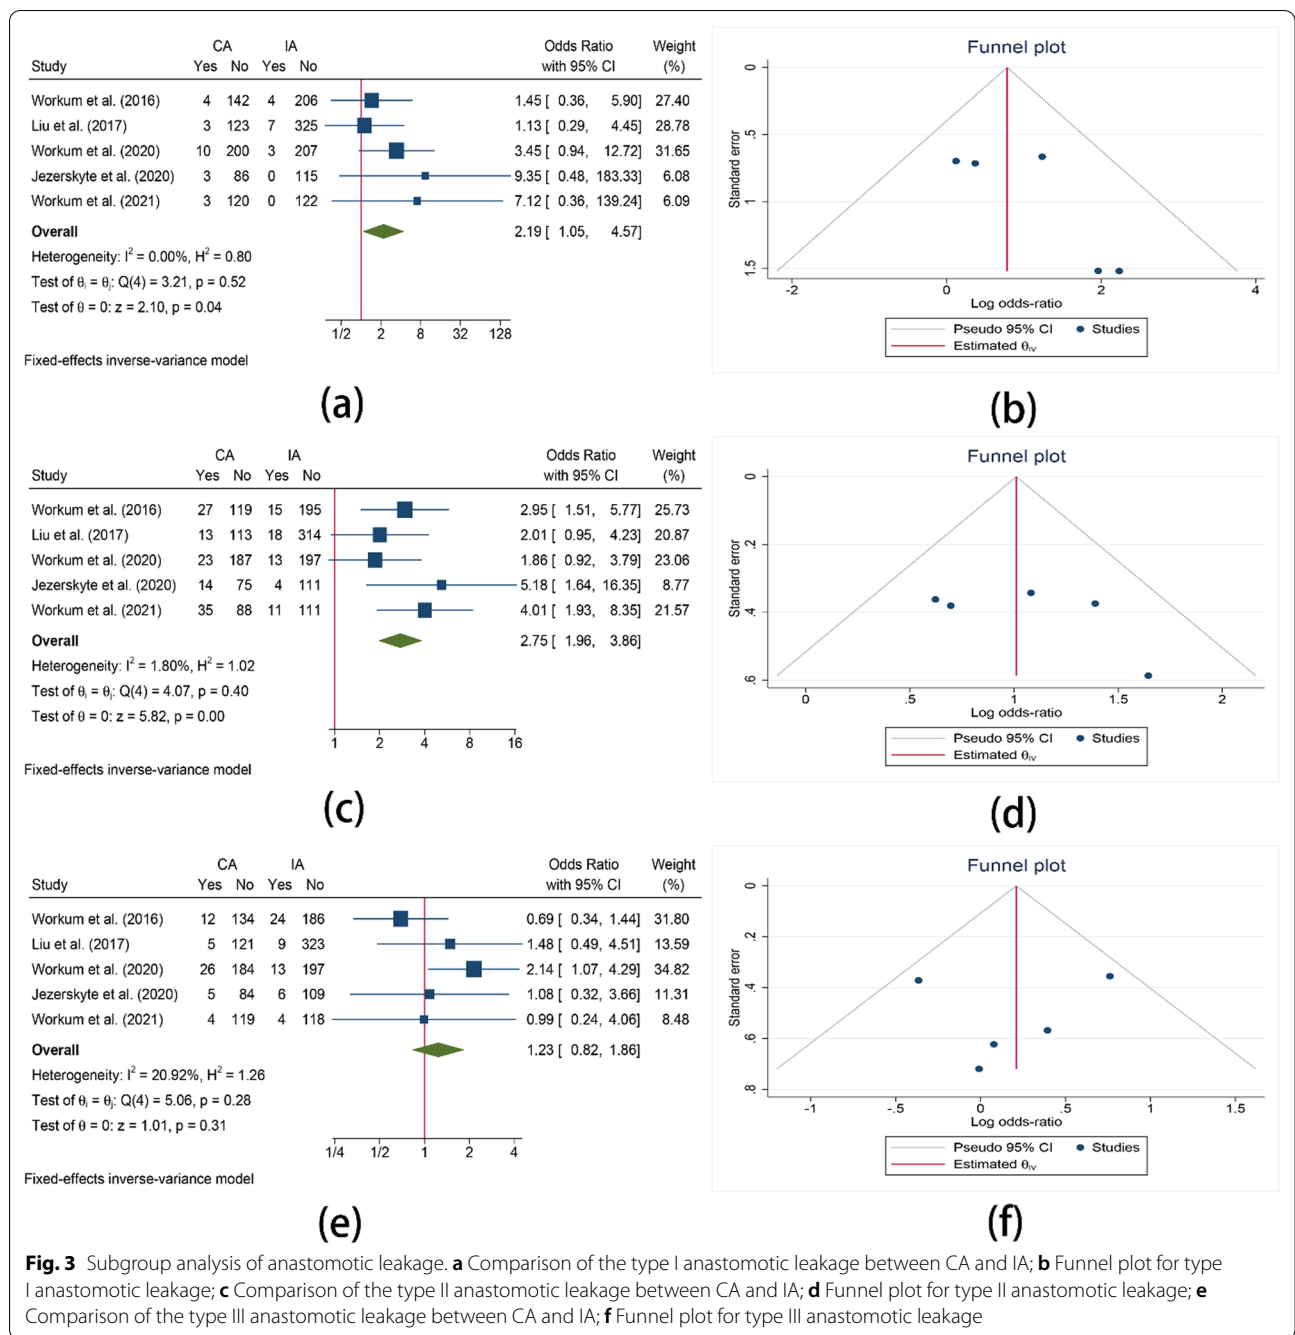 CA IA Odds Ratio Weight
Study Yes No Yes No with 95% CI (%)
Workum et al. (2016) 4 142 4 206 1.45 [ 0.36, 5.90] 27.40
Liu et al. (2017) 3 123 7 325 1.13 [ 0.29, 4.45] 28.78
Workum et al. (2020) 10 200 3 207 3.45 [ 0.94, 12.72] 31.65
Jezerskyte et al. (2020) 3 86 0 115 9.35 [ 0.48, 183.33] 6.08
Workum et al. (2021) 3 120 0 122 7.12 [ 0.36, 139.24] 6.09
Overall 2.19 [ 1.05, 4.57]
Heterogeneity: I² = 0.00%, H² = 0.80
Test of θi = θj: Q(4) = 3.21, p = 0.52
Test of θ = 0: z = 2.10, p = 0.04
1/2 2 8 32 128
Fixed-effects inverse-variance model
(a)
Funnel plot
Standard error
0
.5
1
1.5
-2 0 2 4
Log odds-ratio
Pseudo 95% CI Studies
Estimated θIV
(b)
CA IA Odds Ratio Weight
Study Yes No Yes No with 95% CI (%)
Workum et al. (2016) 27 119 15 195 2.95 [ 1.51, 5.77] 25.73
Liu et al. (2017) 13 113 18 314 2.01 [ 0.95, 4.23] 20.87
Workum et al. (2020) 23 187 13 197 1.86 [ 0.92, 3.79] 23.06
Jezerskyte et al. (2020) 14 75 4 111 5.18 [ 1.64, 16.35] 8.77
Workum et al. (2021) 35 88 11 111 4.01 [ 1.93, 8.35] 21.57
Overall 2.75 [ 1.96, 3.86]
Heterogeneity: I² = 1.80%, H² = 1.02
Test of θi = θj: Q(4) = 4.07, p = 0.40
Test of θ = 0: z = 5.82, p = 0.00
1 2 4 8 16
Fixed-effects inverse-variance model
(c)
Funnel plot
Standard error
0
.2
.4
.6
0 .5 1 1.5 2
Log odds-ratio
Pseudo 95% CI Studies
Estimated θIV
(d)
CA IA Odds Ratio Weight
Study Yes No Yes No with 95% CI (%)
Workum et al. (2016) 12 134 24 186 0.69 [ 0.34, 1.44] 31.80
Liu et al. (2017) 5 121 9 323 1.48 [ 0.49, 4.51] 13.59
Workum et al. (2020) 26 184 13 197 2.14 [ 1.07, 4.29] 34.82
Jezerskyte et al. (2020) 5 84 6 109 1.08 [ 0.32, 3.66] 11.31
Workum et al. (2021) 4 119 4 118 0.99 [ 0.24, 4.06] 8.48
Overall 1.23 [ 0.82, 1.86]
Heterogeneity: I² = 20.92%, H² = 1.26
Test of θi = θj: Q(4) = 5.06, p = 0.28
Test of θ = 0: z = 1.01, p = 0.31
1/4 1/2 1 2 4
Fixed-effects inverse-variance model
(e)
Funnel plot
Standard error
0
.2
.4
.6
.8
-1 -.5 0 .5 1 1.5
Log odds-ratio
Pseudo 95% CI Studies
Estimated θIV
(f)
Fig. 3 Subgroup analysis of anastomotic leakage. a Comparison of the type I anastomotic leakage between CA and IA; b Funnel plot for type
I anastomotic leakage; c Comparison of the type II anastomotic leakage between CA and IA; d Funnel plot for type II anastomotic leakage; e
Comparison of the type III anastomotic leakage between CA and IA; f Funnel plot for type III anastomotic leakage